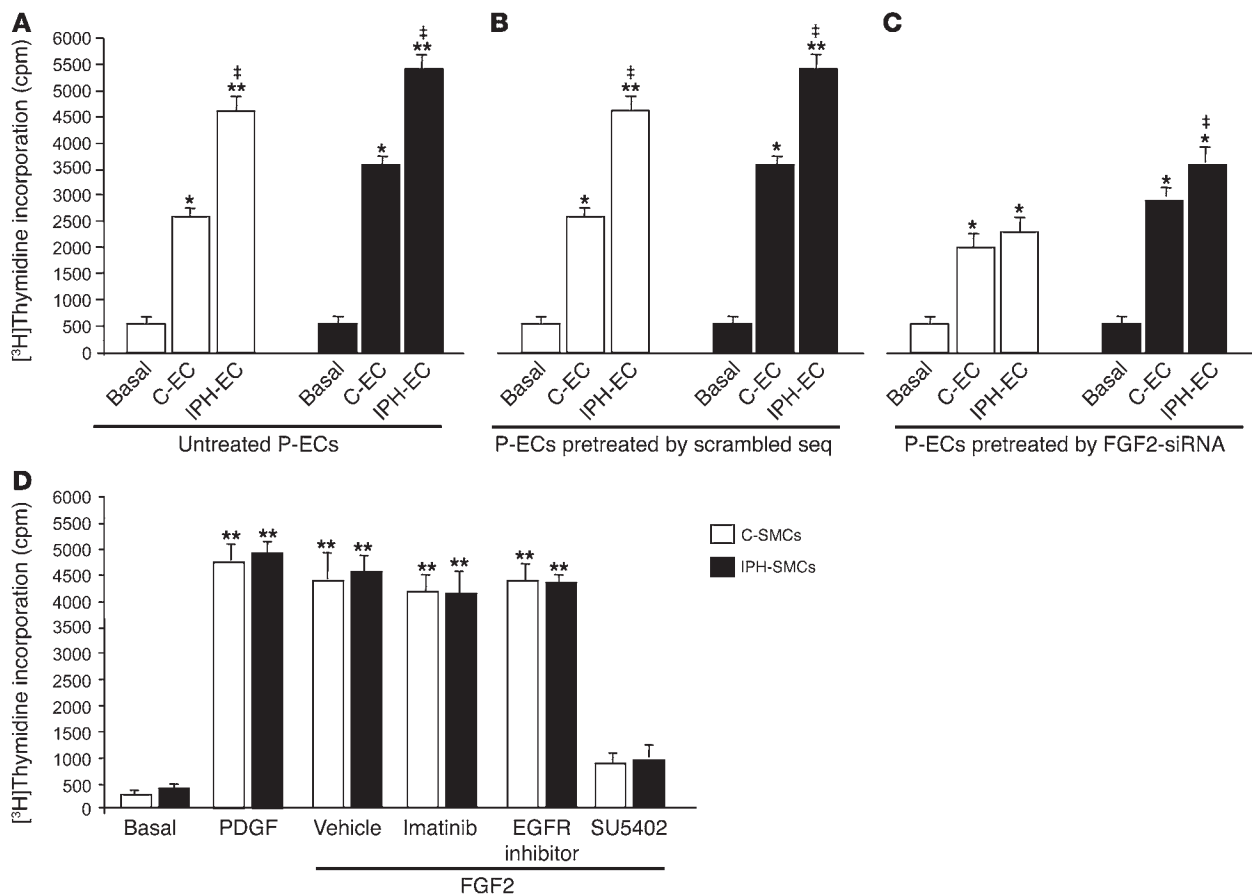 A
B
C
[³H]Thymidine incorporation (cpm)
6000
5500
5000
4500
4000
3500
3000
2500
2000
1500
1000
500
0
*
‡
**
*
‡
**
*
‡
**
*
‡
**
*
*
*
‡
*
Basal
C-EC
IPH-EC
Basal
C-EC
IPH-EC
Basal
C-EC
IPH-EC
Basal
C-EC
IPH-EC
Basal
C-EC
IPH-EC
Basal
C-EC
IPH-EC
Untreated P-ECs
P-ECs pretreated by scrambled seq
P-ECs pretreated by FGF2-siRNA
D
[³H]Thymidine incorporation (cpm)
6000
5500
5000
4500
4000
3500
3000
2500
2000
1500
1000
500
0
** ** ** ** ** ** ** **
C-SMCs
IPH-SMCs
Basal PDGF Vehicle Imatinib EGFR SU5402
inhibitor
FGF2